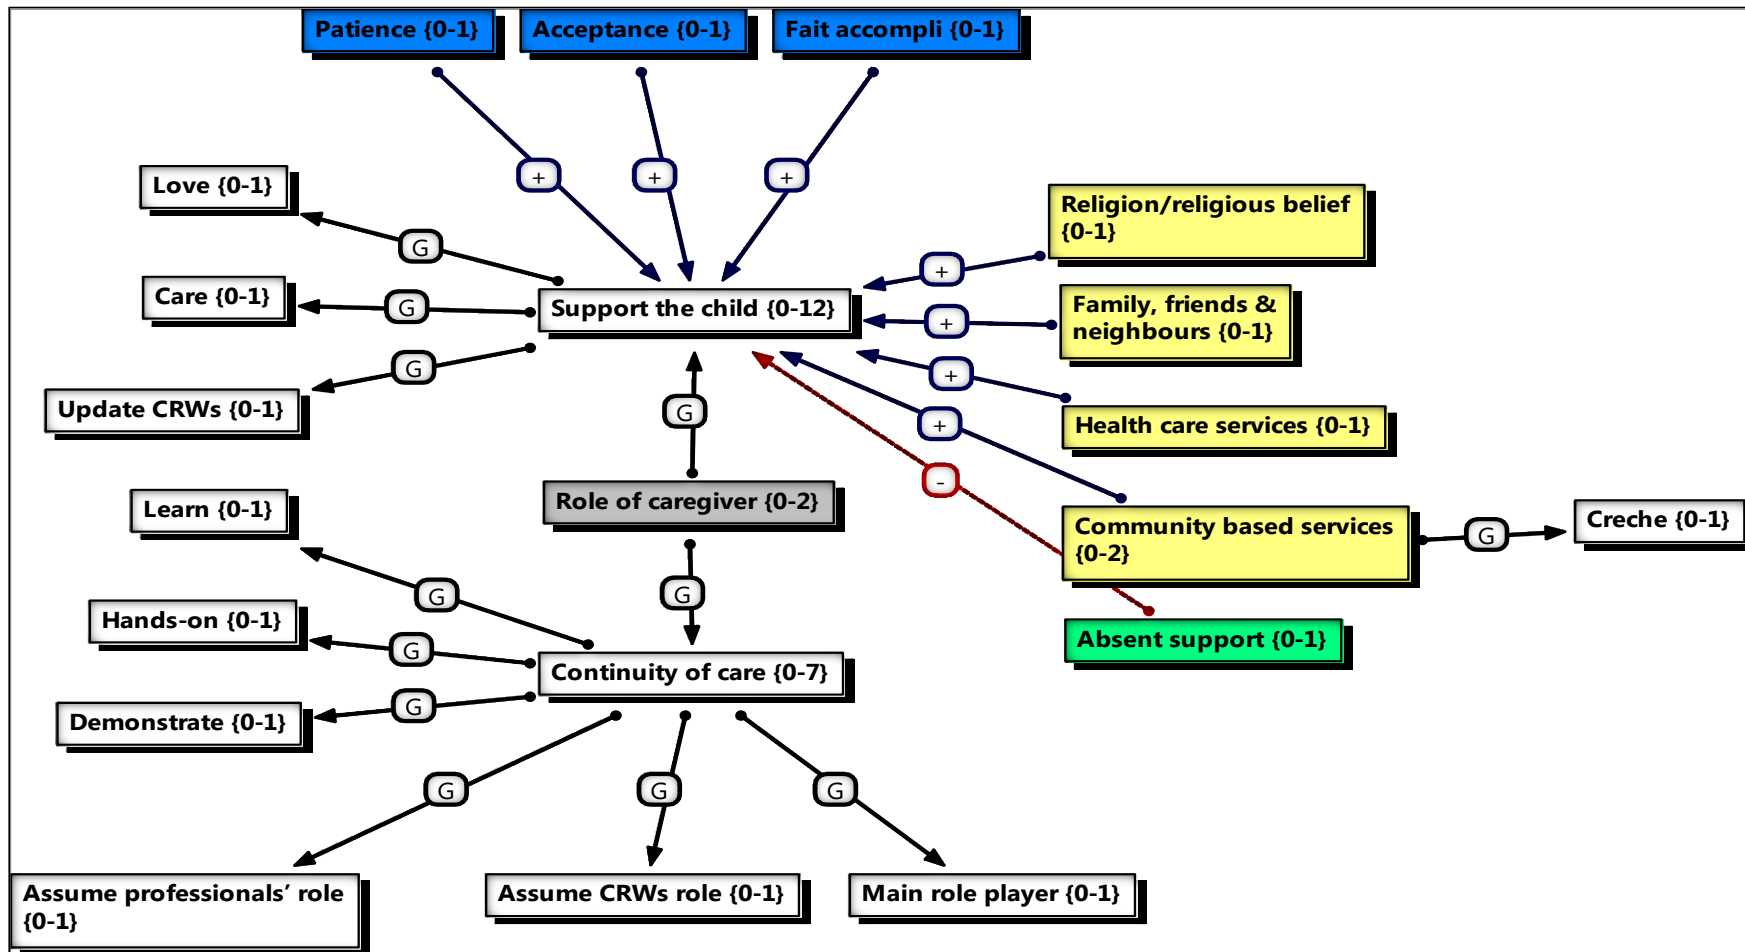 Patience {0-1}
Acceptance {0-1}
Fait accompli {0-1}
+
+
+
Love {0-1}
G
Religion/religious belief
{0-1}
+
Care {0-1}
G
Support the child {0-12}
+
Family, friends &
neighbours {0-1}
G
+
Update CRWs {0-1}
G
+
Health care services {0-1}
-
Learn {0-1}
Role of caregiver {0-2}
Community based services
{0-2}
G
Creche {0-1}
G
G
Hands-on {0-1}
G
Absent support {0-1}
Continuity of care {0-7}
Demonstrate {0-1}
G
G
G
G
Assume professionals’ role
{0-1}
Assume CRWs role {0-1}
Main role player {0-1}